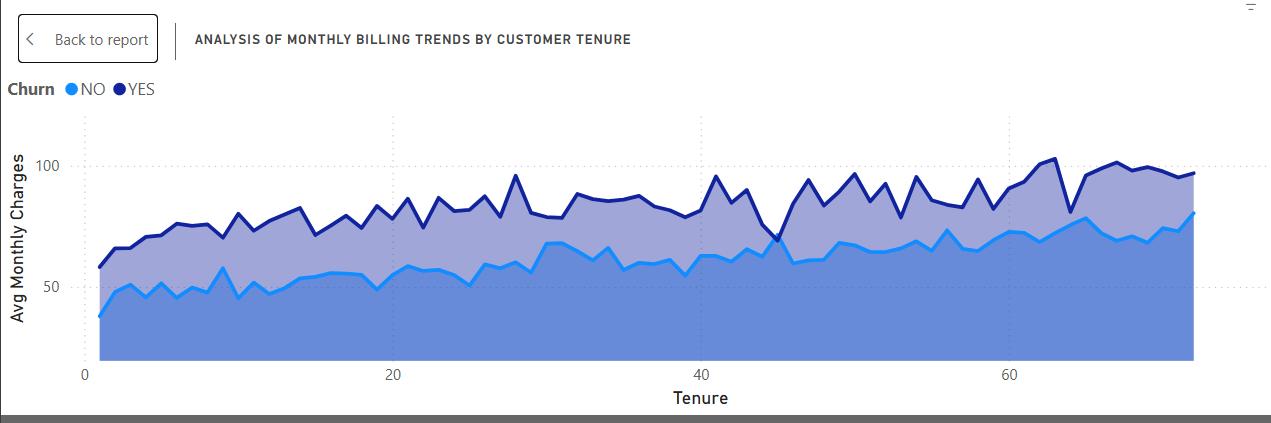 Back to report
ANALYSIS OF MONTHLY BILLING TRENDS BY CUSTOMER TENURE
Churn NO YES
Avg Monthly Charges
100
50
0 20 40 60
Tenure